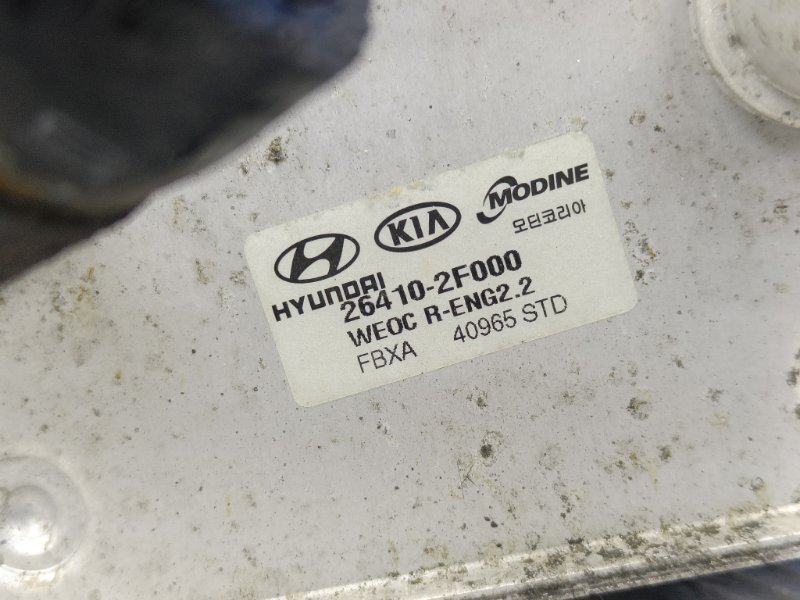 HYUNDAI KIA MODINE
모딘코리아
26410-2F000
WEOC R-ENG2.2
FBXA 40965 STD